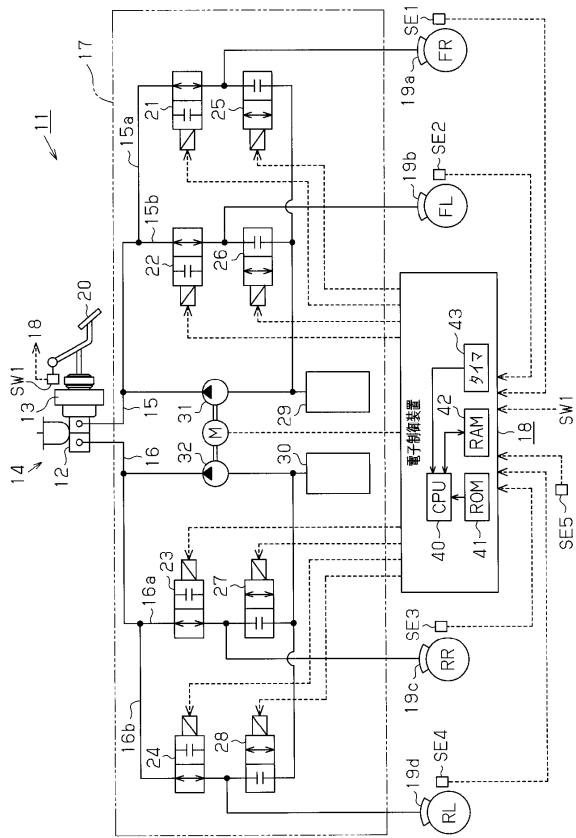 11
17
14
13
SW1
18
20
12
16
15
15a
15b
16a
16b
21
22
23
24
25
26
27
28
31
32
M
29
30
電子制御装置
CPU
40
ROM
41
RAM
42
タイマ
43
18
SW1
SE5
19a
SE1
FR
19b
SE2
FL
19c
SE3
RR
19d
SE4
RL